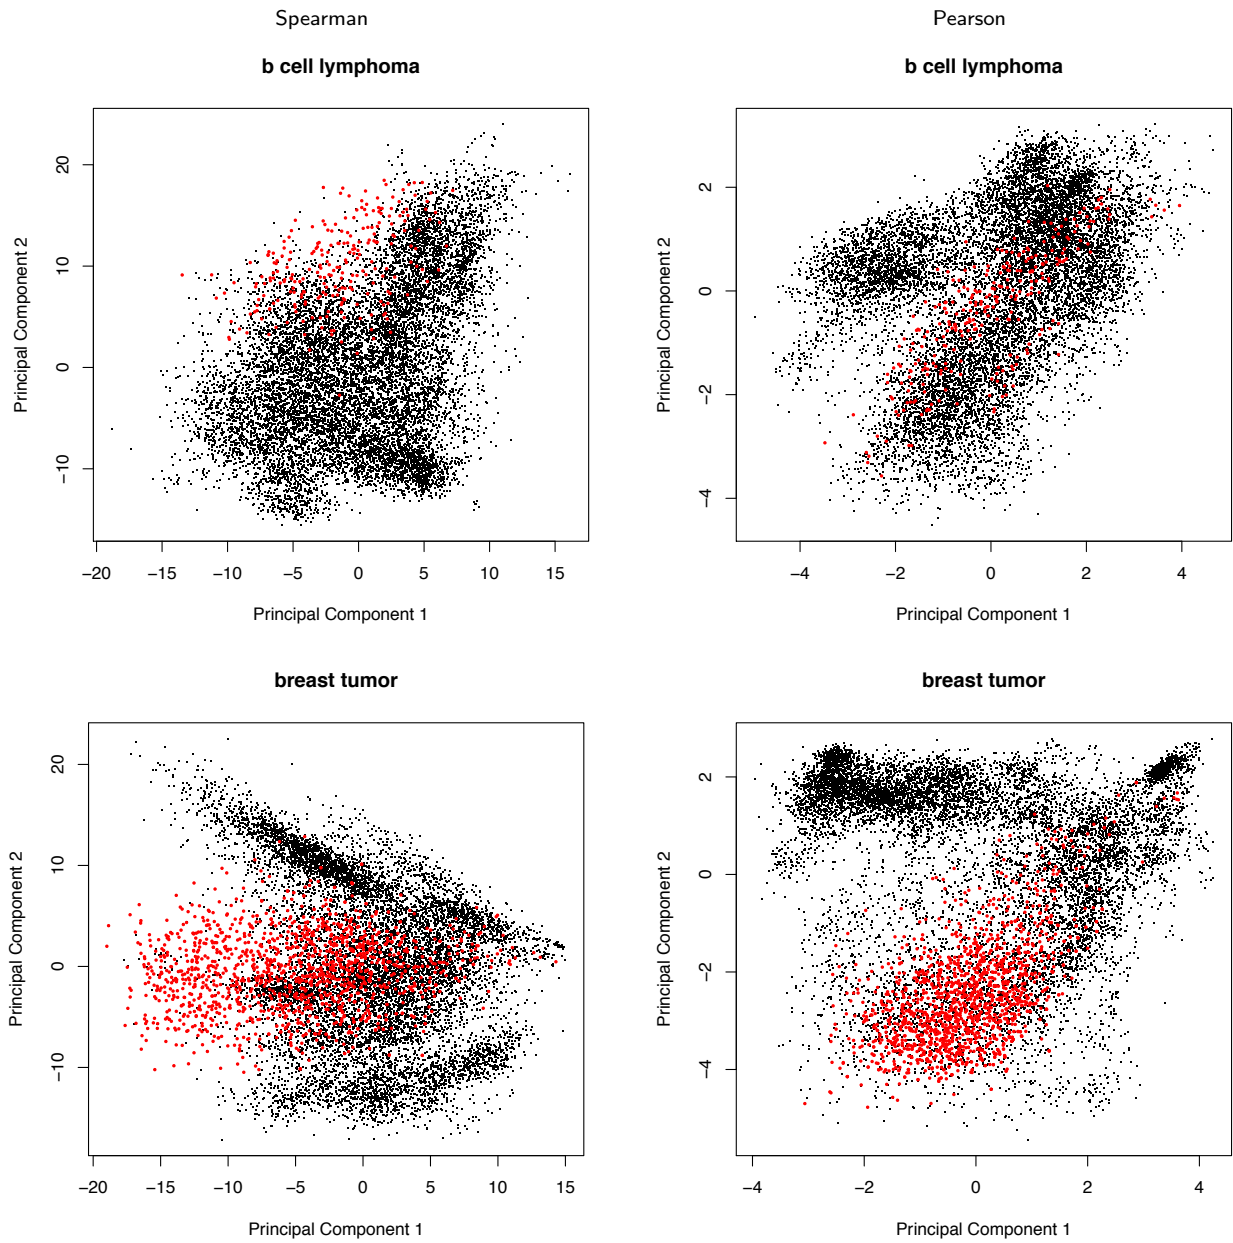 Spearman
Pearson
b cell lymphoma
b cell lymphoma
Principal Component 2
20
10
0
−10
−20 −15 −10 −5 0 5 10 15
Principal Component 1
Principal Component 2
2
0
−2
−4
−4 −2 0 2 4
Principal Component 1
breast tumor
breast tumor
Principal Component 2
20
10
0
−10
−20 −15 −10 −5 0 5 10 15
Principal Component 1
Principal Component 2
2
0
−2
−4
−4 −2 0 2 4
Principal Component 1